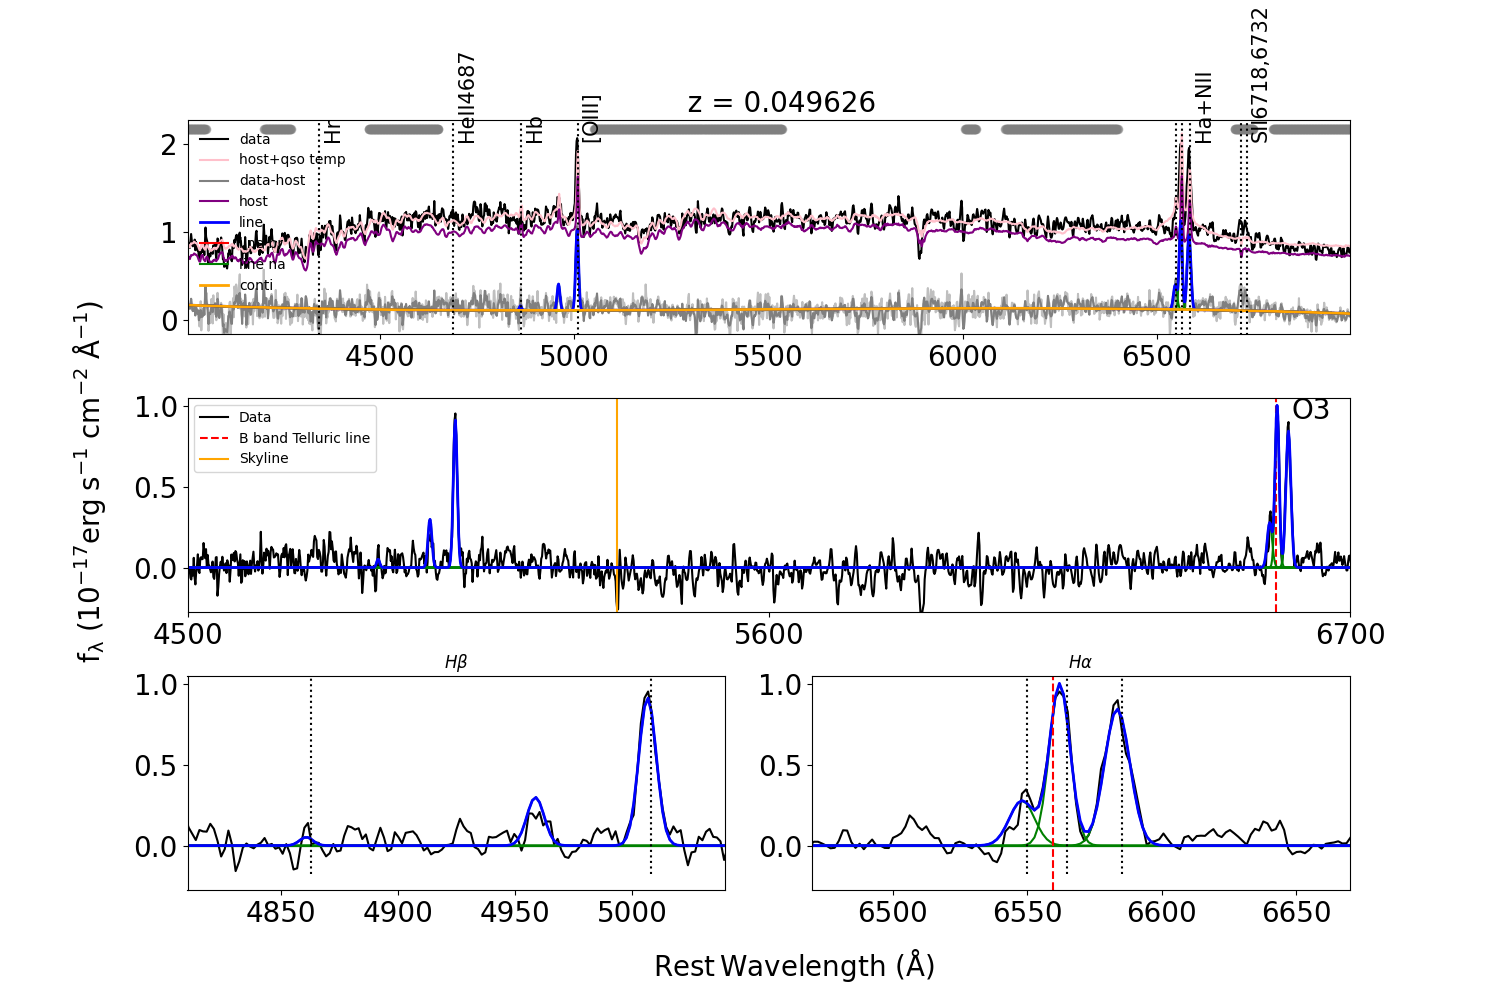 Hr
HeII4687
Hb
[OIII]
Ha+NII
SII6718,6732
z = 0.049626
data
host+qso temp
data-host
host
line
line na
conti
2
1
0
4500 5000 5500 6000 6500
Data
B band Telluric line
Skyline
O3
1.0
0.5
0.0
4500 5600 6700
fλ (10−17erg s−1 cm−2 Å−1)
Hβ
1.0
0.5
0.0
4850 4900 4950 5000
Hα
1.0
0.5
0.0
6500 6550 6600 6650
Rest Wavelength (Å)